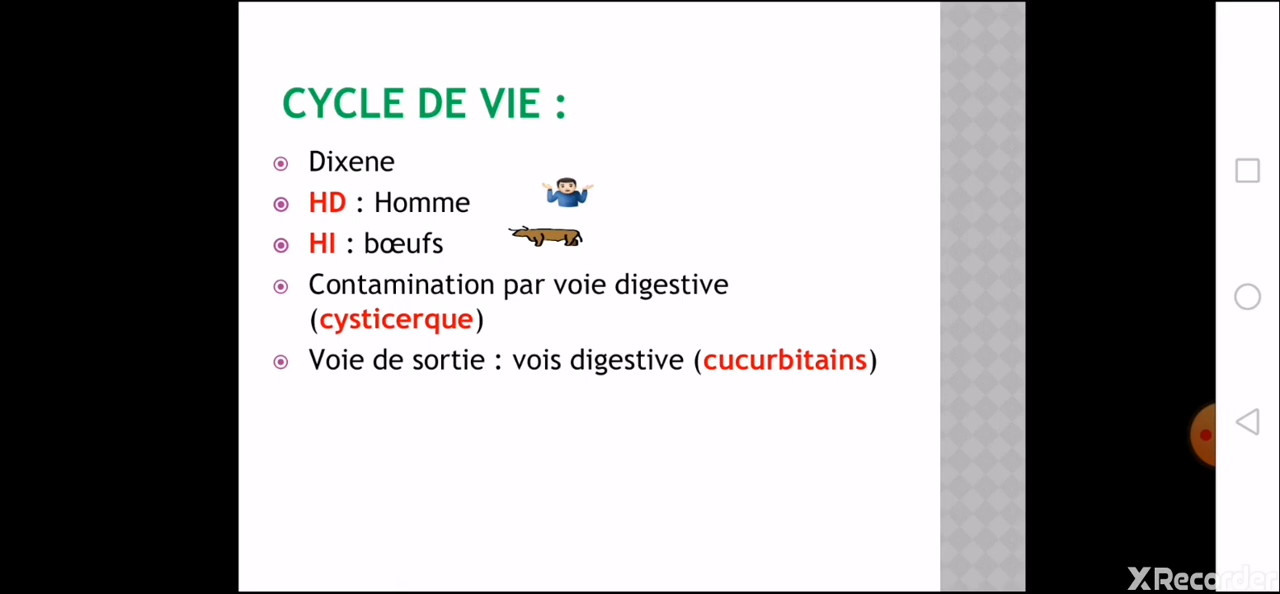 CYCLE DE VIE :
Dixene
HD : Homme
HI : bœufs
Contamination par voie digestive
(cysticerque)
Voie de sortie : vois digestive (cucurbitains)
XRecorder